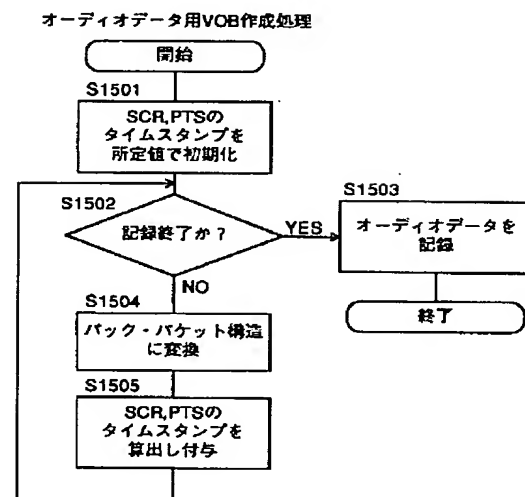 オーディオデータ用VOB作成処理
開始
S1501
SCR,PTSの
タイムスタンプを
所定値で初期化
S1502
記録終了か?
YES
S1503
オーディオデータを
記録
終了
NO
S1504
パック・パケット構造
に変換
S1505
SCR,PTSの
タイムスタンプを
算出し付与